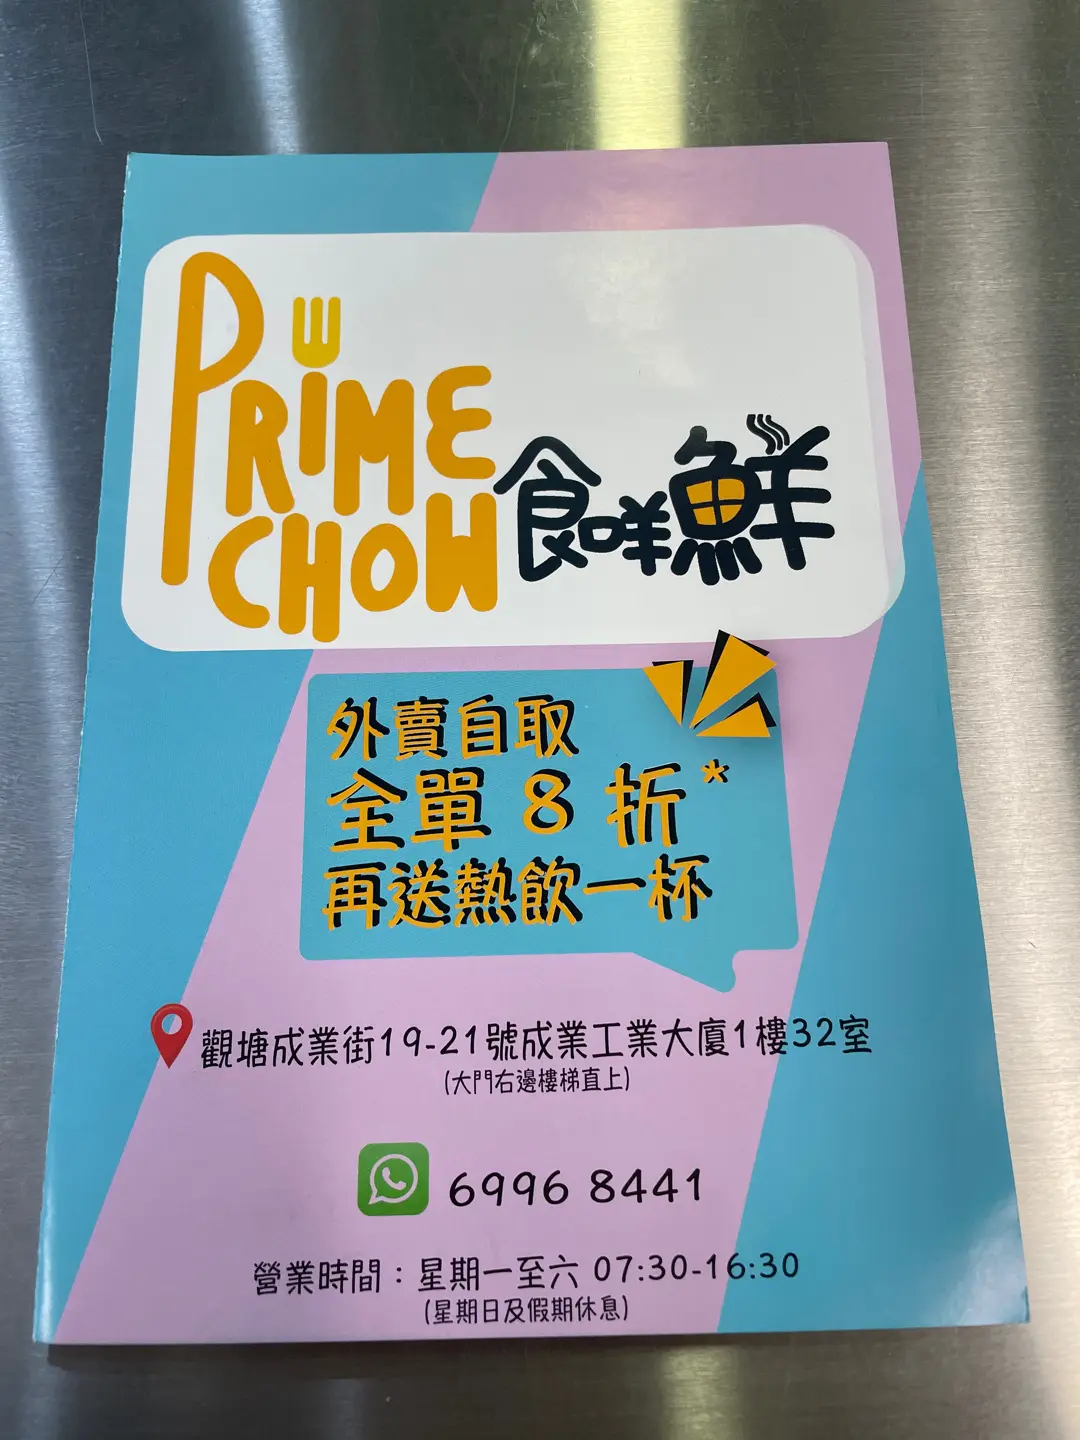 PRIME
CHOW
食咩鮮
外賣自取
全單 8 折*
再送熱飲一杯
觀塘成業街19-21號成業工業大廈1樓32室
(大門右邊樓梯直上)
6996 8441
營業時間：星期一至六 07:30-16:30
(星期日及假期休息)